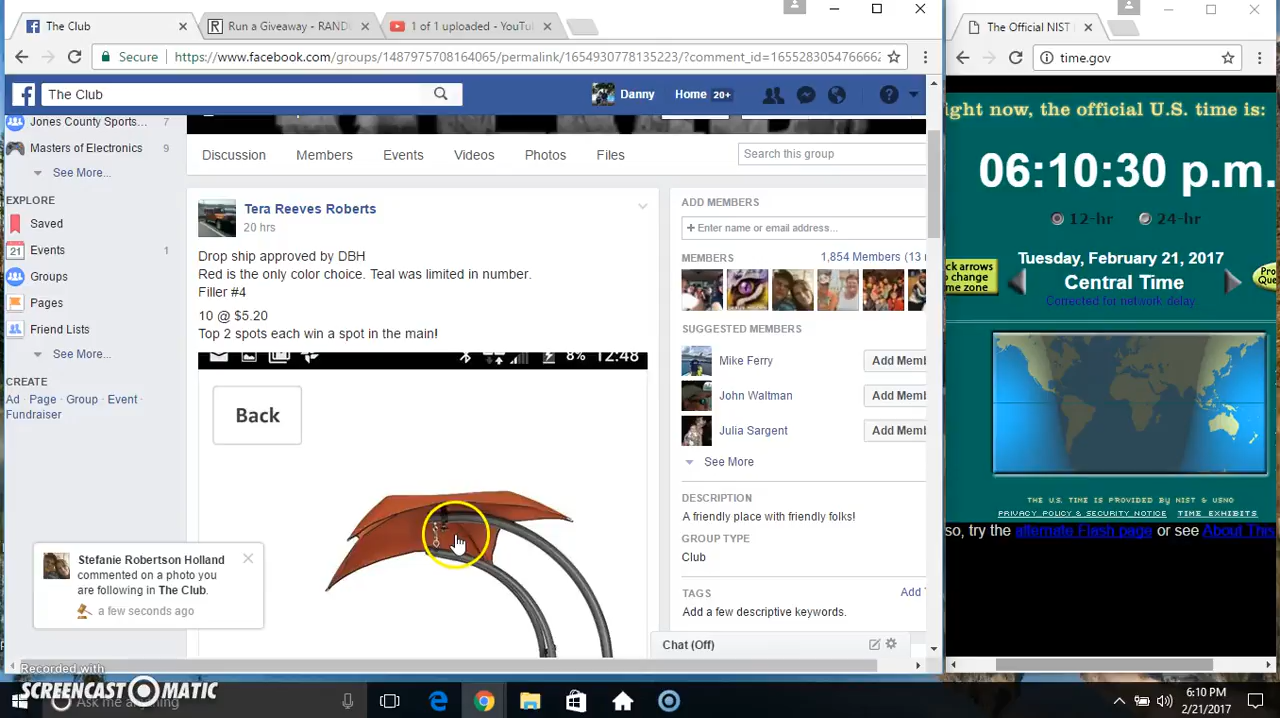 The Club
Run a Giveaway - RAND
1 of 1 uploaded - YouTu
The Official NIST
Secure
https://www.facebook.com/groups/1487975708164065/permalink/1654930778135223/?comment_id=165528305476666
time.gov
The Club
Danny
Home 20+
Jones County Sports... 7
Masters of Electronics 9
See More...
EXPLORE
Saved
Events 1
Groups
Pages
Friend Lists
See More...
CREATE
Ad · Page · Group · Event ·
Fundraiser
Discussion Members Events Videos Photos Files
Search this group
Tera Reeves Roberts
20 hrs
Drop ship approved by DBH
Red is the only color choice. Teal was limited in number.
Filler #4
10 @ $5.20
Top 2 spots each win a spot in the main!
8% 12:48
Back
ADD MEMBERS
+ Enter name or email address...
MEMBERS
1,854 Members (13
SUGGESTED MEMBERS
Mike Ferry
Add Memb
John Waltman
Add Memb
Julia Sargent
Add Memb
See More
DESCRIPTION
A friendly place with friendly folks!
GROUP TYPE
Club
TAGS
Add
Add a few descriptive keywords.
Chat (Off)
Stefanie Robertson Holland
commented on a photo you
are following in The Club.
a few seconds ago
ight now, the official U.S. time is:
06:10:30 p.m.
12-hr 24-hr
Tuesday, February 21, 2017
Central Time
Corrected for network delay
ck arrows
o change
me zone
THE U.S. TIME IS PROVIDED BY NIST & USNO
PRIVACY POLICY & SECURITY NOTICE TIME EXHIBITS
so, try the alternate Flash page or see About This
Recorded with
SCREENCAST-O-MATIC
Ask me anything
6:10 PM
2/21/2017